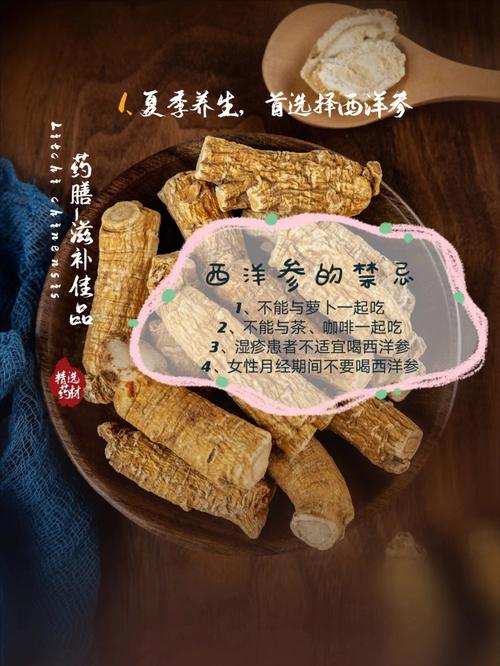 夏季养生，首选择西洋参
Litchi chinensis
药膳-滋补佳品
精选
药材
西洋参的禁忌
1、不能与萝卜一起吃
2、不能与茶、咖啡一起吃
3、湿疹患者不适宜喝西洋参
4、女性月经期间不要喝西洋参